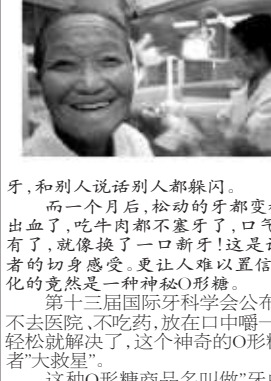 牙,和别人说话别人都躲闪。
而一个月后,松动的牙都变
出血了,吃牛肉都不塞牙了,口气
有了,就像换了一口新牙!这是
者的切身感受。更让人难以置信
化的竟然是一种神秘O形糖。
第十三届国际牙科学会公布
不去医院、不吃药,放在口中嚼一
轻松就解决了,这个神奇的O形糖
者"大救星"。
这种O形糖商品名叫做"牙